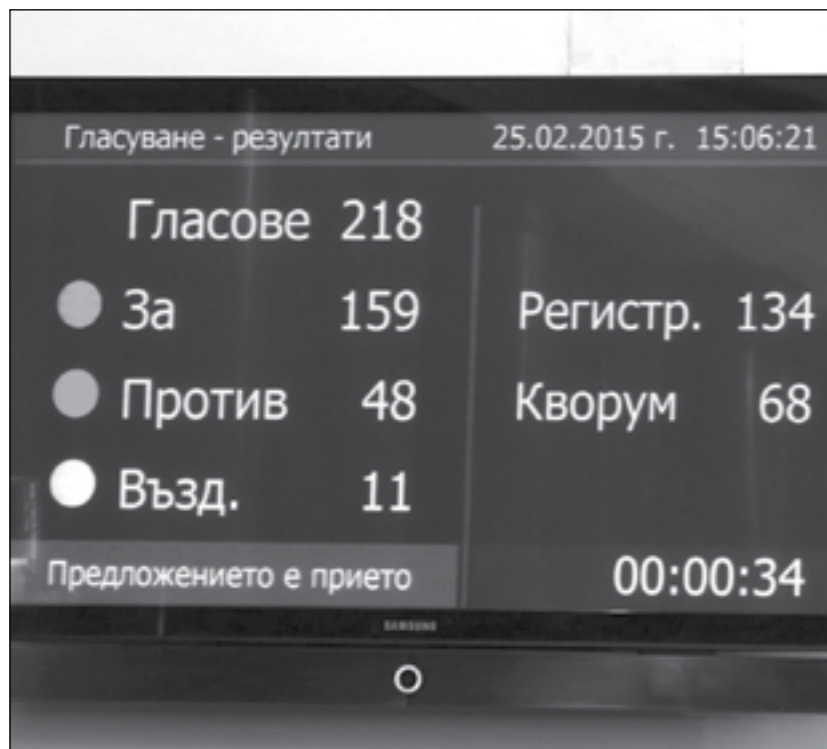 Гласуване - резултати 25.02.2015 г. 15:06:21
Гласове 218
За 159 Регистр. 134
Против 48 Кворум 68
Възд. 11
Предложението е прието 00:00:34
SAMSUNG